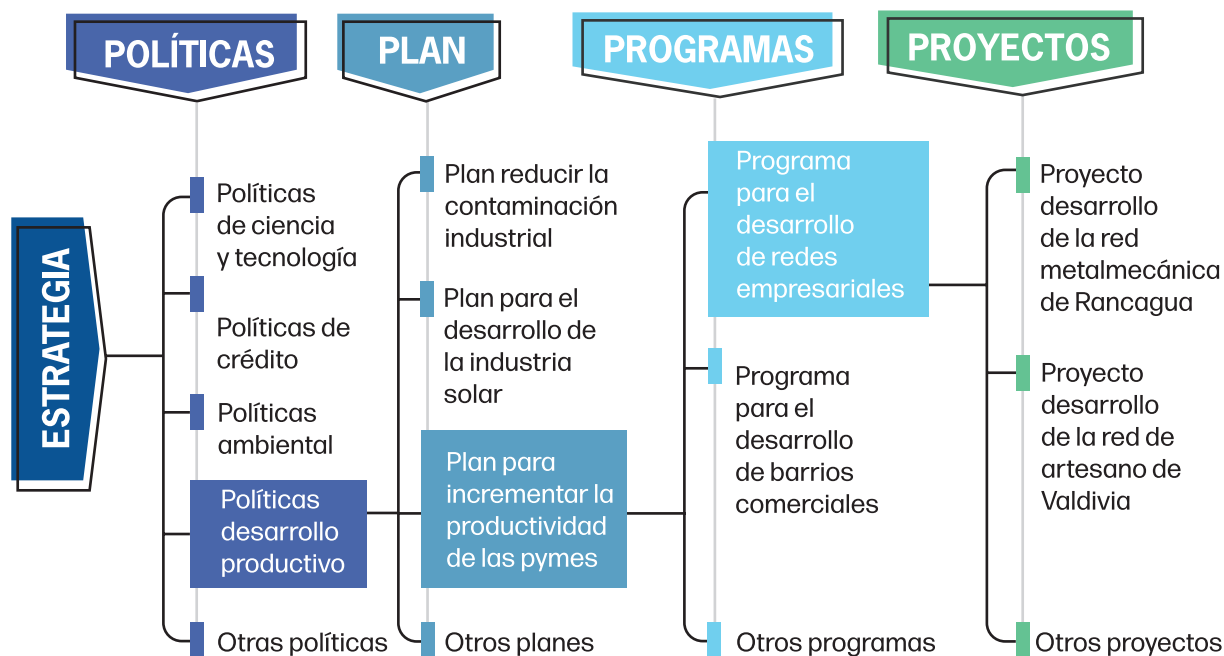 POLÍTICAS
PLAN
PROGRAMAS
PROYECTOS
ESTRATEGIA
Políticas
de ciencia
y tecnología
Políticas de
crédito
Políticas
ambiental
Políticas
desarrollo
productivo
Otras políticas
Plan reducir la
contaminación
industrial
Plan para el
desarrollo de
la industria
solar
Plan para
incrementar la
productividad
de las pymes
Otros planes
Programa
para el
desarrollo
de redes
empresariales
Programa
para el
desarrollo
de barrios
comerciales
Otros programas
Proyecto
desarrollo
de la red
metalmecánica
de Rancagua
Proyecto
desarrollo
de la red de
artesano de
Valdivia
Otros proyectos